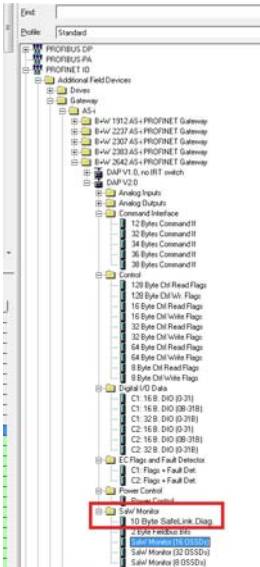 Find:
Profile: Standard
PROFIBUS DP
PROFIBUS-PA
PROFINET IO
Additional Field Devices
Drives
Gateway
AS-i
B+W 1912 AS-i PROFINET Gateway
B+W 2237 AS-i PROFINET Gateway
B+W 2307 AS-i PROFINET Gateway
B+W 2383 AS-i PROFINET Gateway
B+W 2642 AS-i PROFINET Gateway
DAP V1.0, no IRT switch
DAP V2.0
Analog Inputs
Analog Outputs
Command Interface
12 Bytes Command If
32 Bytes Command If
34 Bytes Command If
36 Bytes Command If
38 Bytes Command If
Control
128 Byte Ctrl Read Flags
128 Byte Ctrl Wr. Flags
16 Byte Ctrl Read Flags
16 Byte Ctrl Write Flags
32 Byte Ctrl Read Flags
32 Byte Ctrl Write Flags
64 Byte Ctrl Read Flags
64 Byte Ctrl Write Flags
8 Byte Ctrl Read Flags
8 Byte Ctrl Write Flags
Digital I/O Data
C1: 16 B. DIO (0-31)
C1: 16 B. DIO (0B-31B)
C1: 32 B. DIO (0-31)
C2: 16 B. DIO (0-31)
C2: 16 B. DIO (0B-31B)
C2: 32 B. DIO (0-31)
EC Flags and Fault Detector
C1: Flags + Fault Det.
C2: Flags + Fault Det.
Power Control
Power Control
SaW Monitor
10 Byte SafeLink.Diag.
2 Byte Fieldbus Bits
SaW Monitor (16 OSSDs)
SaW Monitor (32 OSSDs)
SaW Monitor (8 OSSDs)